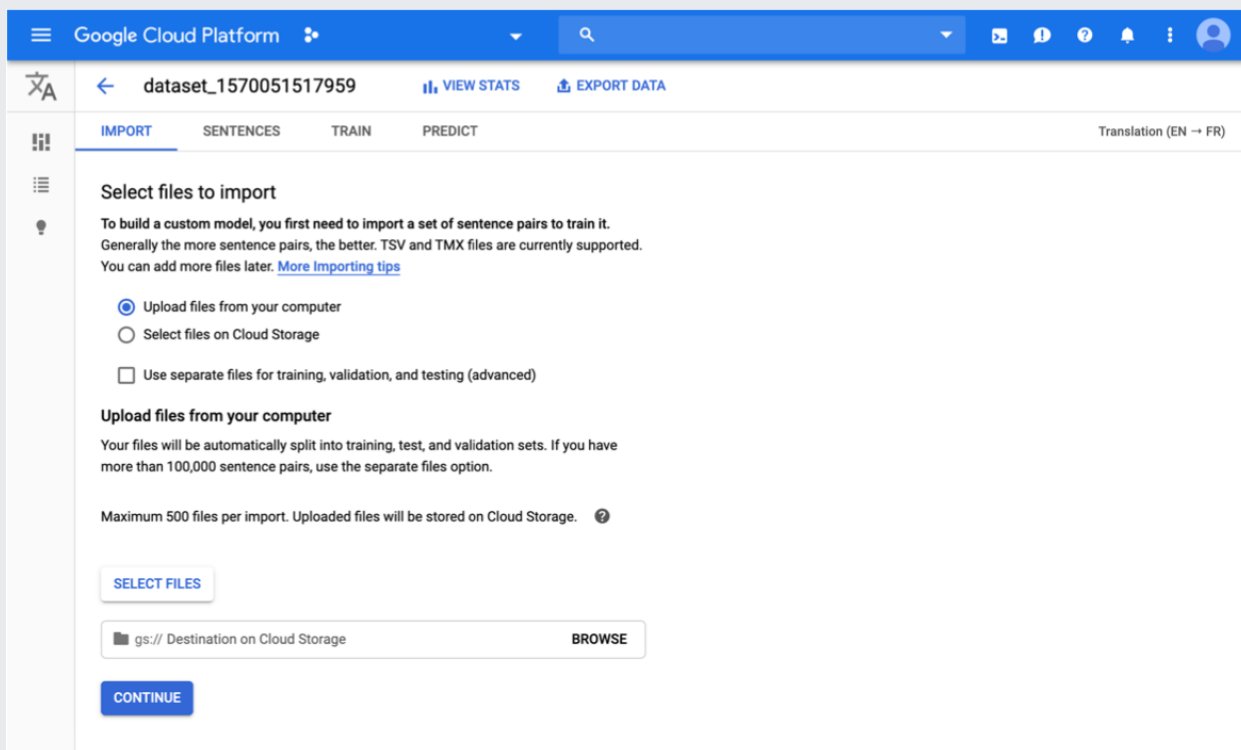 Google Cloud Platform
dataset_1570051517959
VIEW STATS
EXPORT DATA
IMPORT
SENTENCES
TRAIN
PREDICT
Translation (EN → FR)
Select files to import
To build a custom model, you first need to import a set of sentence pairs to train it.
Generally the more sentence pairs, the better. TSV and TMX files are currently supported.
You can add more files later. More Importing tips
Upload files from your computer
Select files on Cloud Storage
Use separate files for training, validation, and testing (advanced)
Upload files from your computer
Your files will be automatically split into training, test, and validation sets. If you have
more than 100,000 sentence pairs, use the separate files option.
Maximum 500 files per import. Uploaded files will be stored on Cloud Storage.
SELECT FILES
gs:// Destination on Cloud Storage
BROWSE
CONTINUE